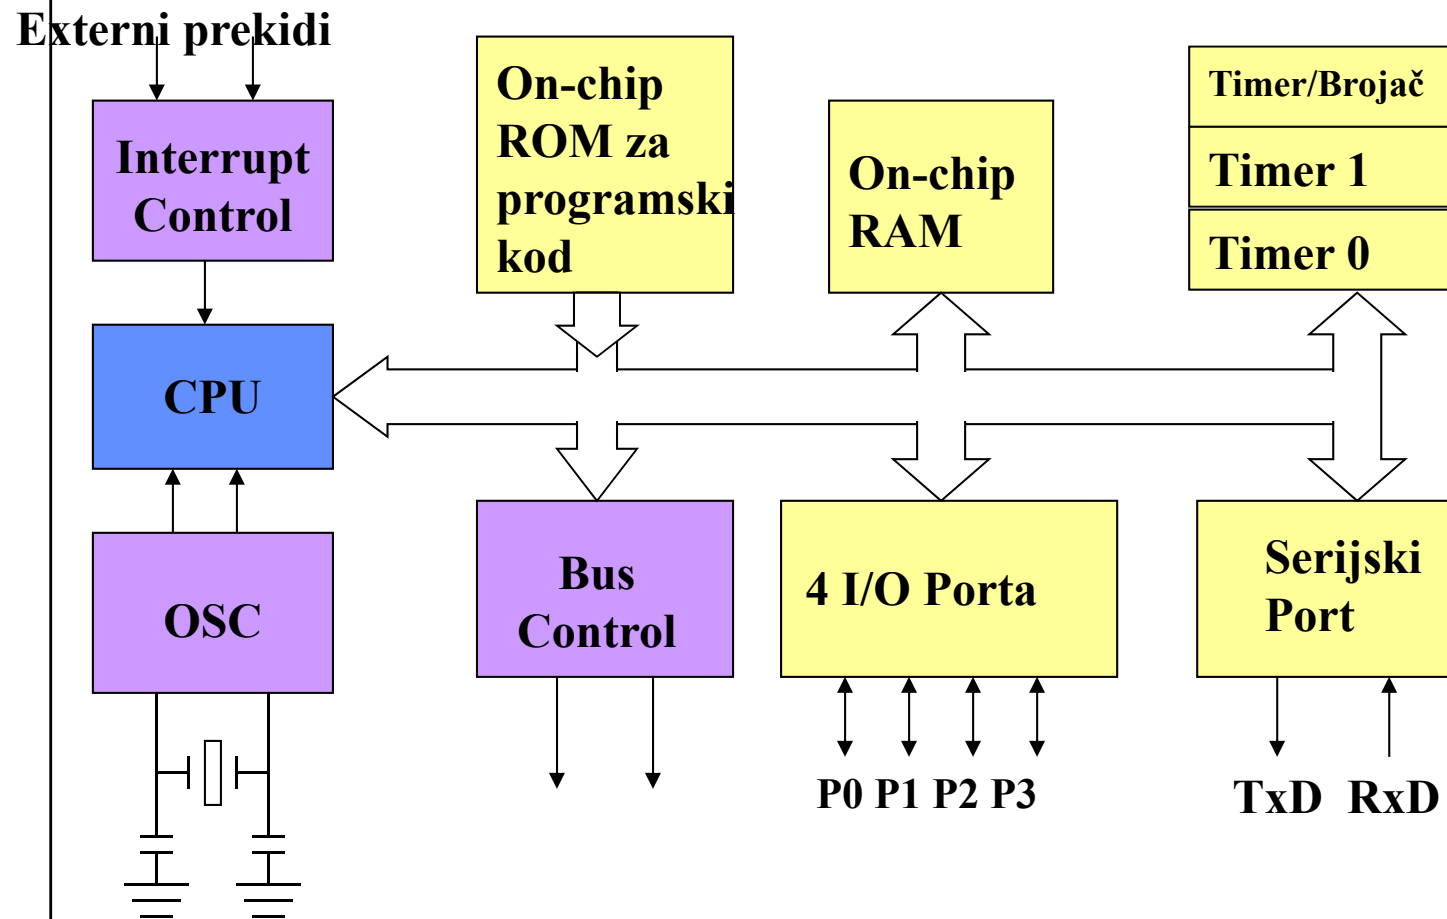 Externi prekidi
Interrupt
Control
On-chip
ROM za
programski
kod
On-chip
RAM
Timer/Brojač
Timer 1
Timer 0
CPU
OSC
Bus
Control
4 I/O Porta
Serijski
Port
P0 P1 P2 P3
TxD RxD